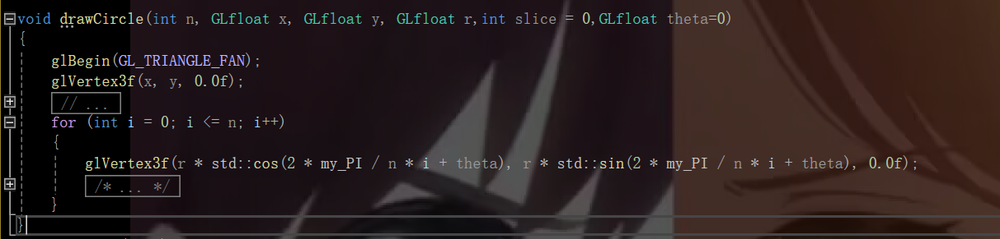 void drawCircle(int n, GLfloat x, GLfloat y, GLfloat r,int slice = 0,GLfloat theta=0)
{
glBegin(GL_TRIANGLE_FAN);
glVertex3f(x, y, 0.0f);
// ...
for (int i = 0; i <= n; i++)
{
glVertex3f(r * std::cos(2 * my_PI / n * i + theta), r * std::sin(2 * my_PI / n * i + theta), 0.0f);
/* ... */
}
}